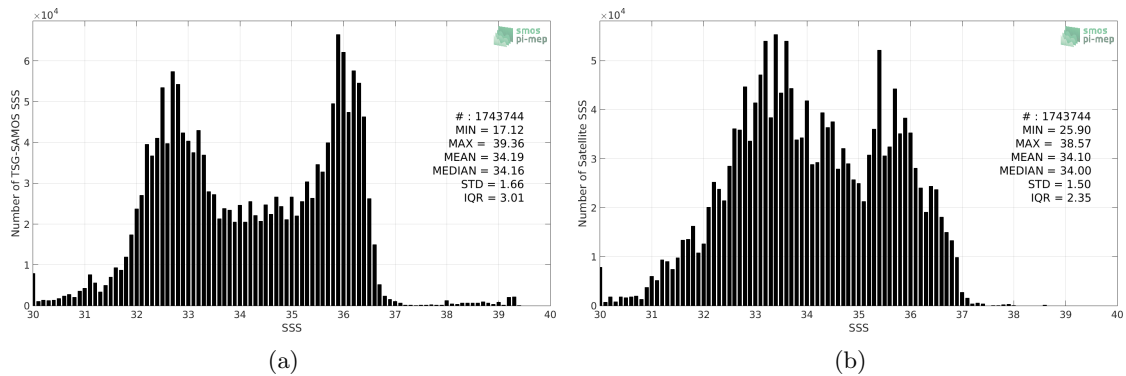 ×10⁴
smos
pi-mep
Number of TSG-SAMOS SSS
6
5
4
3
2
1
0
# : 1743744
MIN = 17.12
MAX = 39.36
MEAN = 34.19
MEDIAN = 34.16
STD = 1.66
IQR = 3.01
30 31 32 33 34 35 36 37 38 39 40
SSS
(a)
×10⁴
smos
pi-mep
Number of Satellite SSS
5
4
3
2
1
0
# : 1743744
MIN = 25.90
MAX = 38.57
MEAN = 34.10
MEDIAN = 34.00
STD = 1.50
IQR = 2.35
30 31 32 33 34 35 36 37 38 39 40
SSS
(b)